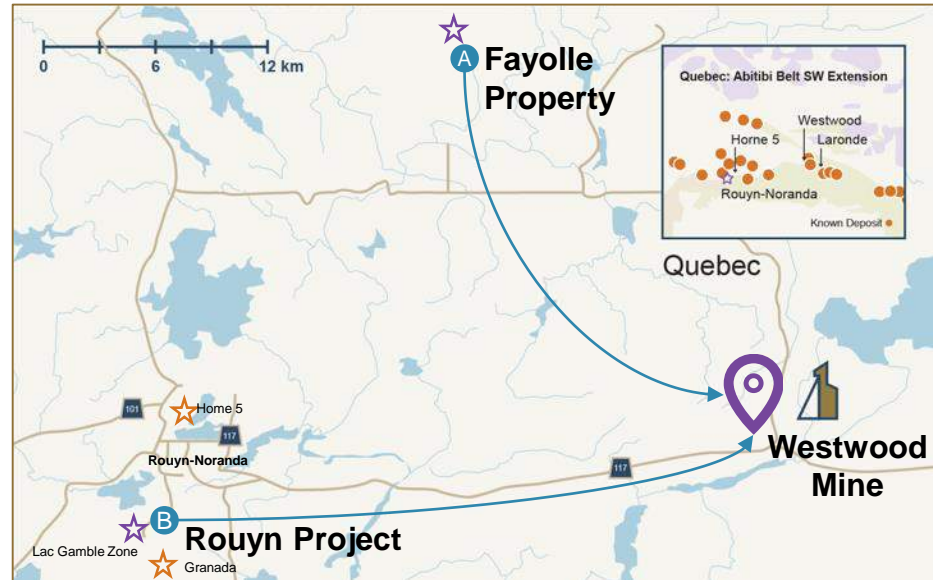 0 6 12 km
A
Fayolle
Property
Quebec: Abitibi Belt SW Extension
Westwood
Horne 5
Laronde
Rouyn-Noranda
Known Deposit
Quebec
101
Home 5
117
Rouyn-Noranda
117
Westwood
Mine
B
Rouyn Project
Lac Gamble Zone
Granada